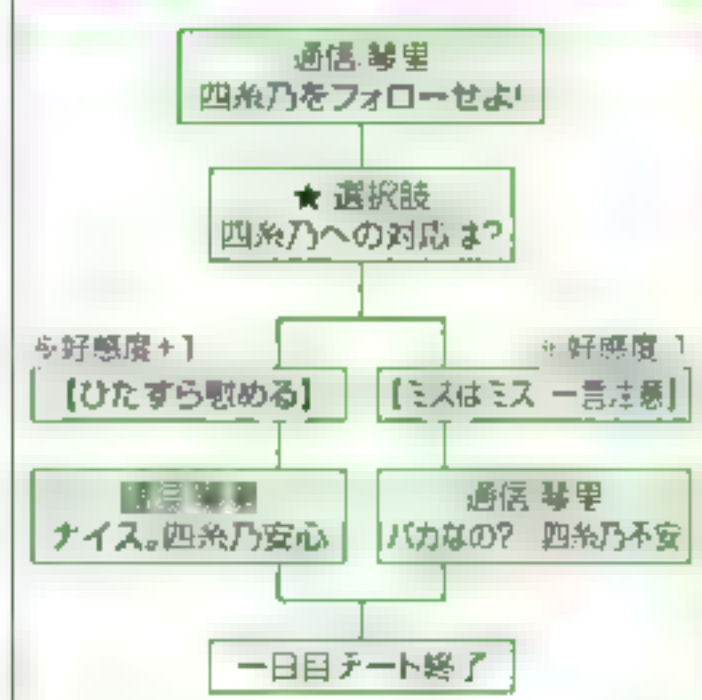 通信 琴里
四糸乃をフォローせよ!
★ 選択肢
四糸乃への対応は?
好感度+1
好感度
【ひたすら慰める】
【ミスはミス 一言注意】
通信 琴里
ナイス。四糸乃安心
バカなの? 四糸乃不安
一日目デート終了